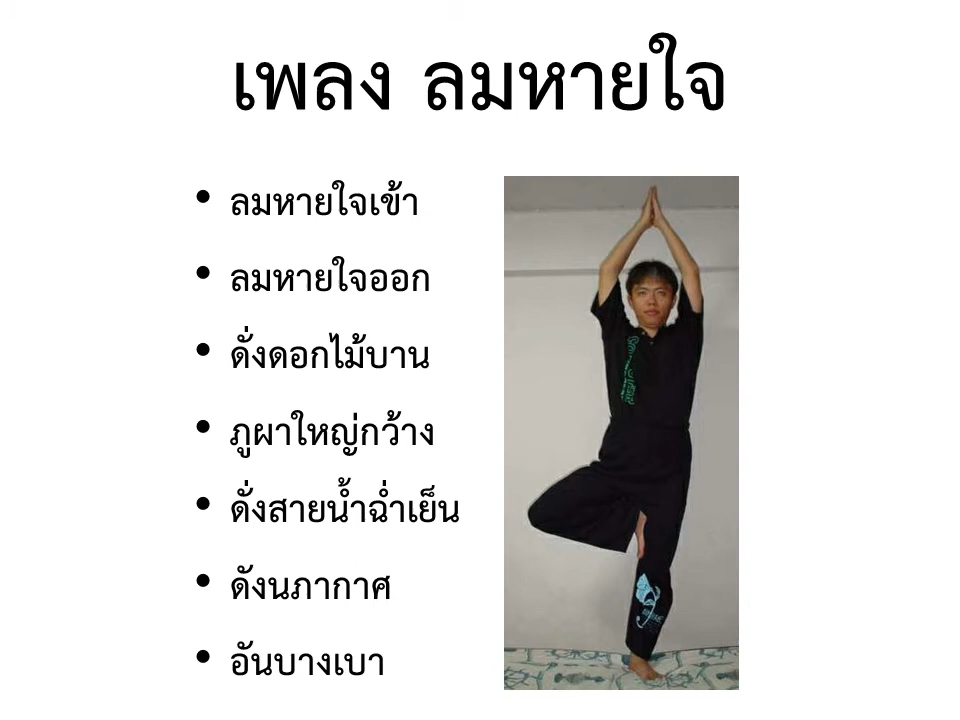 เพลง ลมหายใจ
• ลมหายใจเข้า
• ลมหายใจออก
• ดั่งดอกไม้บาน
• ภูผาใหญ่กว้าง
• ดั่งสายน้ำฉ่ำเย็น
• ดังนภากาศ
• อันบางเบา